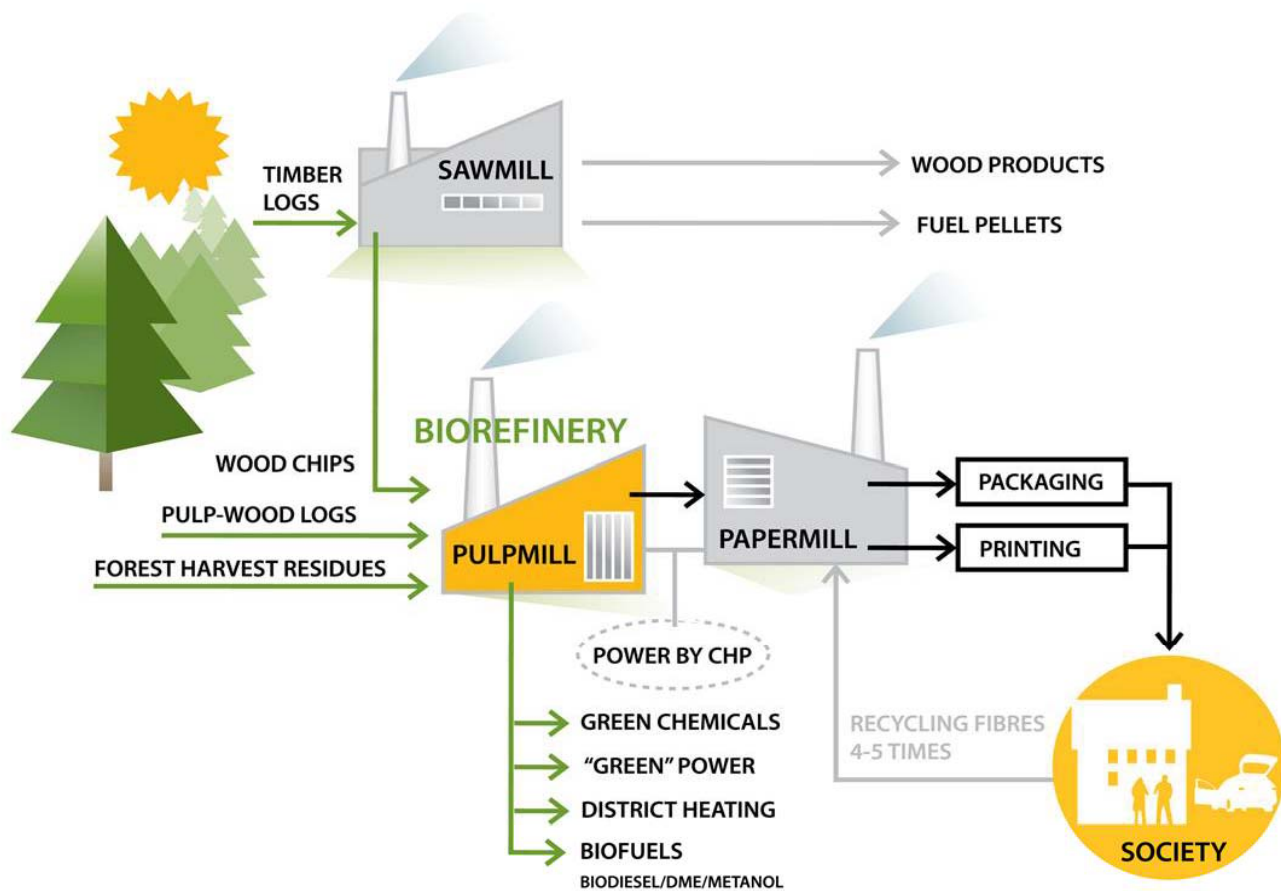 TIMBER
LOGS
SAWMILL
WOOD PRODUCTS
FUEL PELLETS
BIOREFINERY
WOOD CHIPS
PULP-WOOD LOGS
FOREST HARVEST RESIDUES
PULPMILL
PAPERMILL
PACKAGING
PRINTING
POWER BY CHP
GREEN CHEMICALS
“GREEN” POWER
DISTRICT HEATING
BIOFUELS
BIODIESEL/DME/METANOL
RECYCLING FIBRES
4-5 TIMES
SOCIETY